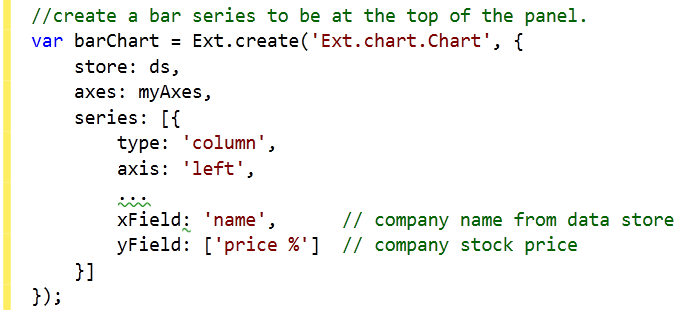 //create a bar series to be at the top of the panel.
var barChart = Ext.create('Ext.chart.Chart', {
    store: ds,
    axes: myAxes,
    series: [{
        type: 'column',
        axis: 'left',
        ...
        xField: 'name',      // company name from data store
        yField: ['price %']  // company stock price
    }]
});